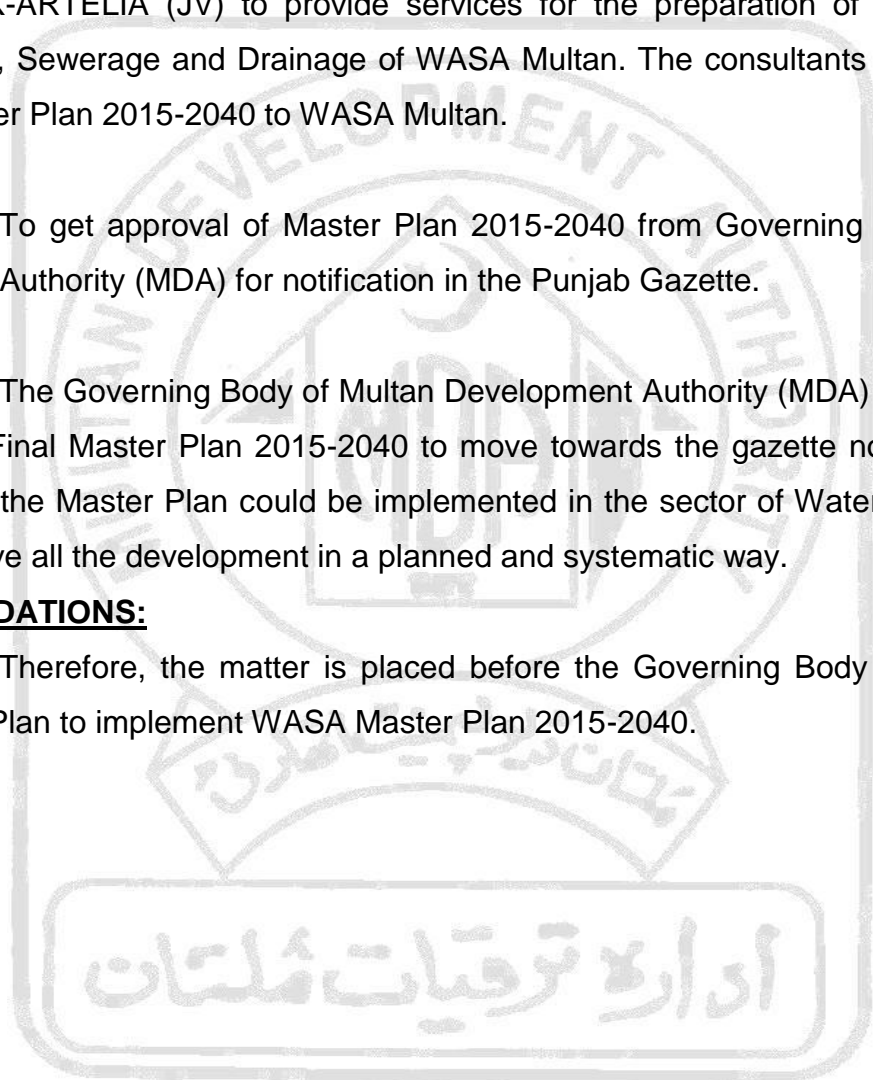 -ARTELIA (JV) to provide services for the preparation of
, Sewerage and Drainage of WASA Multan. The consultants
er Plan 2015-2040 to WASA Multan.
To get approval of Master Plan 2015-2040 from Governing
Authority (MDA) for notification in the Punjab Gazette.
The Governing Body of Multan Development Authority (MDA)
Final Master Plan 2015-2040 to move towards the gazette no
the Master Plan could be implemented in the sector of Water
ve all the development in a planned and systematic way.
DATIONS:
Therefore, the matter is placed before the Governing Body
Plan to implement WASA Master Plan 2015-2040.
MULTAN DEVELOPMENT AUTHORITY
MDA
ادارہ ترقیات ملتان